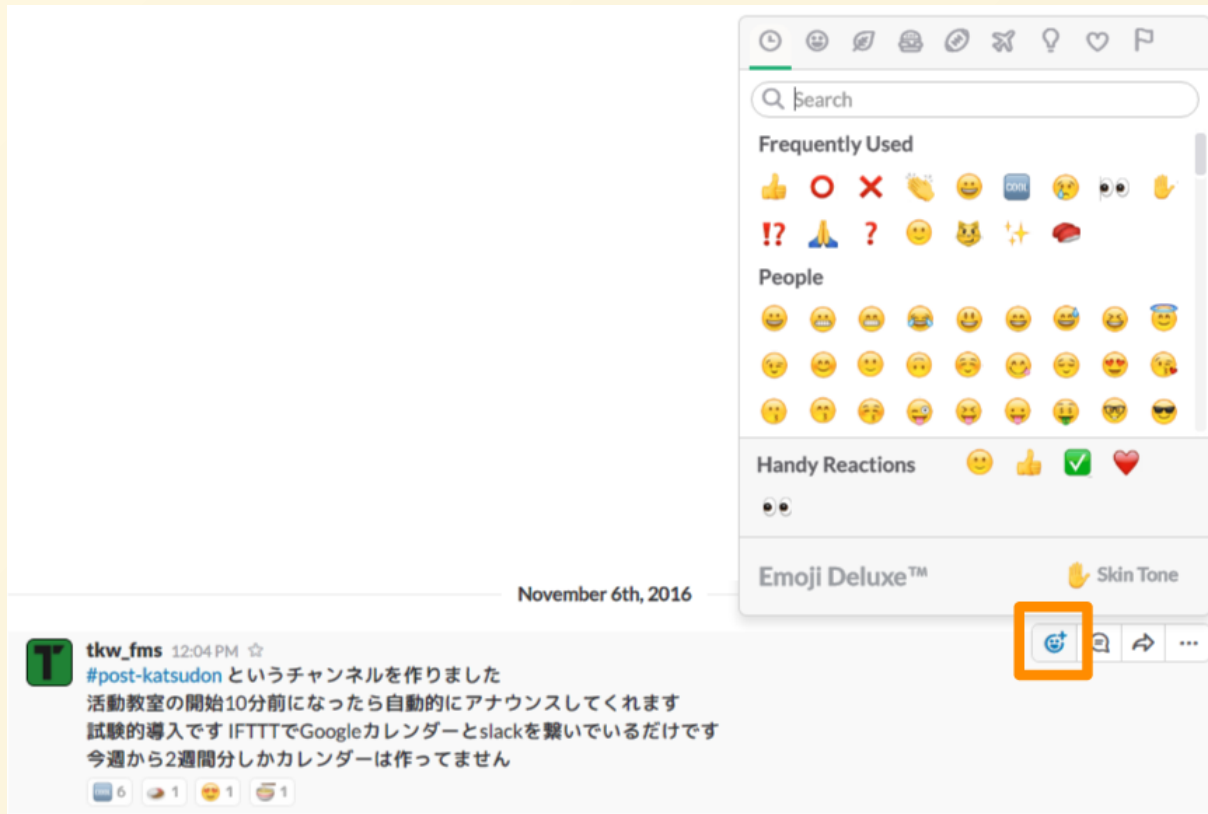 Search
Frequently Used
People
Handy Reactions
Emoji Deluxe™
Skin Tone
November 6th, 2016
tkw_fms 12:04 PM
#post-katsudon というチャンネルを作りました
活動教室の開始10分前になったら自動的にアナウンスしてくれます
試験的導入です IFTTTでGoogleカレンダーとslackを繋いでいるだけです
今週から2週間分しかカレンダーは作ってません
6 1 1 1